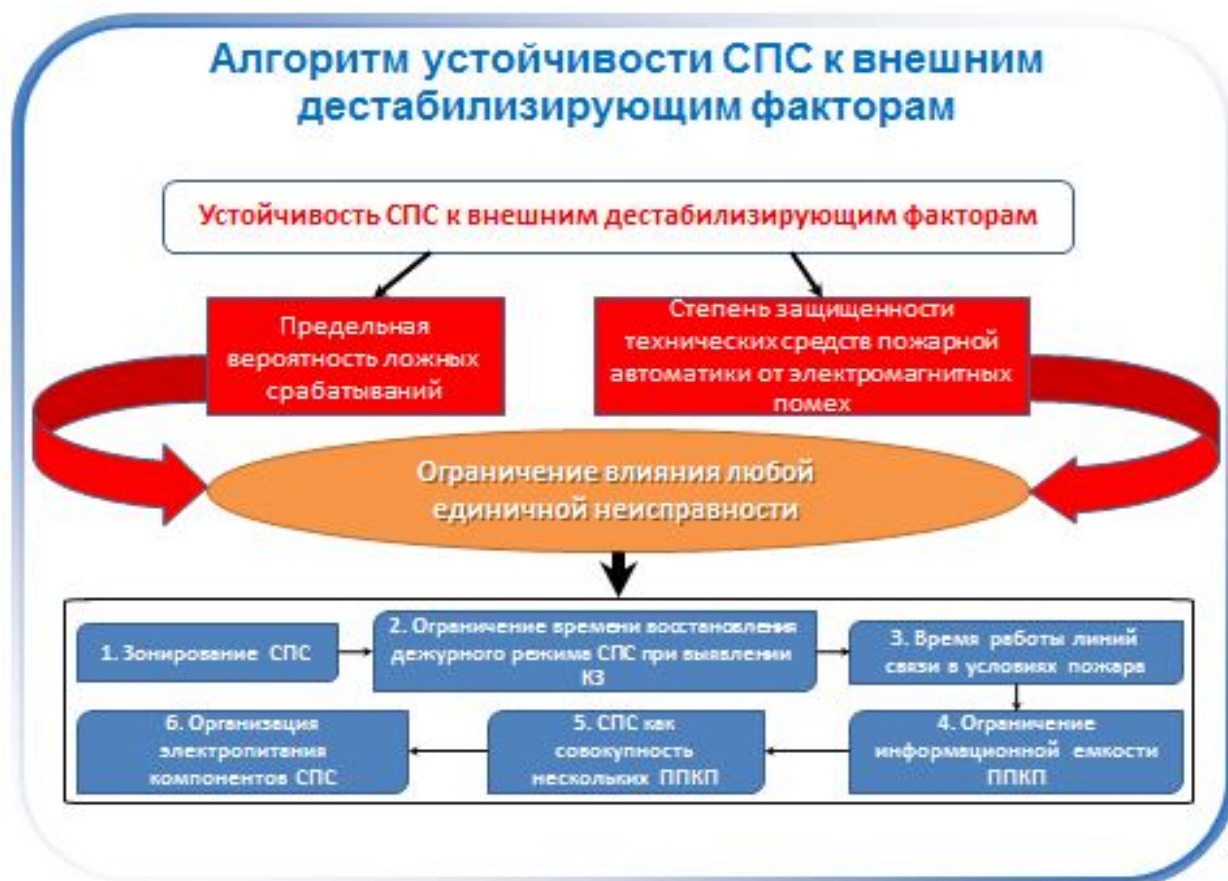 Алгоритм устойчивости СПС к внешним
дестабилизирующим факторам
Устойчивость СПС к внешним дестабилизирующим факторам
Предельная
вероятность ложных
срабатываний
Степень защищенности
технических средств пожарной
автоматики от электромагнитных
помех
Ограничение влияния любой
единичной неисправности
1. Зонирование СПС
2. Ограничение времени восстановления
дежурного режима СПС при выявлении
КЗ
3. Время работы линий
связи в условиях пожара
4. Ограничение
информационной емкости
ППКП
5. СПС как
совокупность
нескольких ППКП
6. Организация
электропитания
компонентов СПС